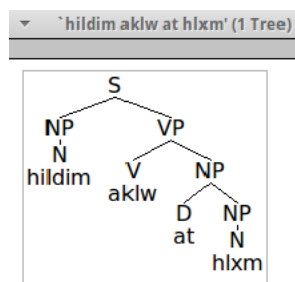 `hildim aklw at hlxm' (1 Tree)
S
NP VP
N V NP
hildim aklw D NP
at N
hlxm